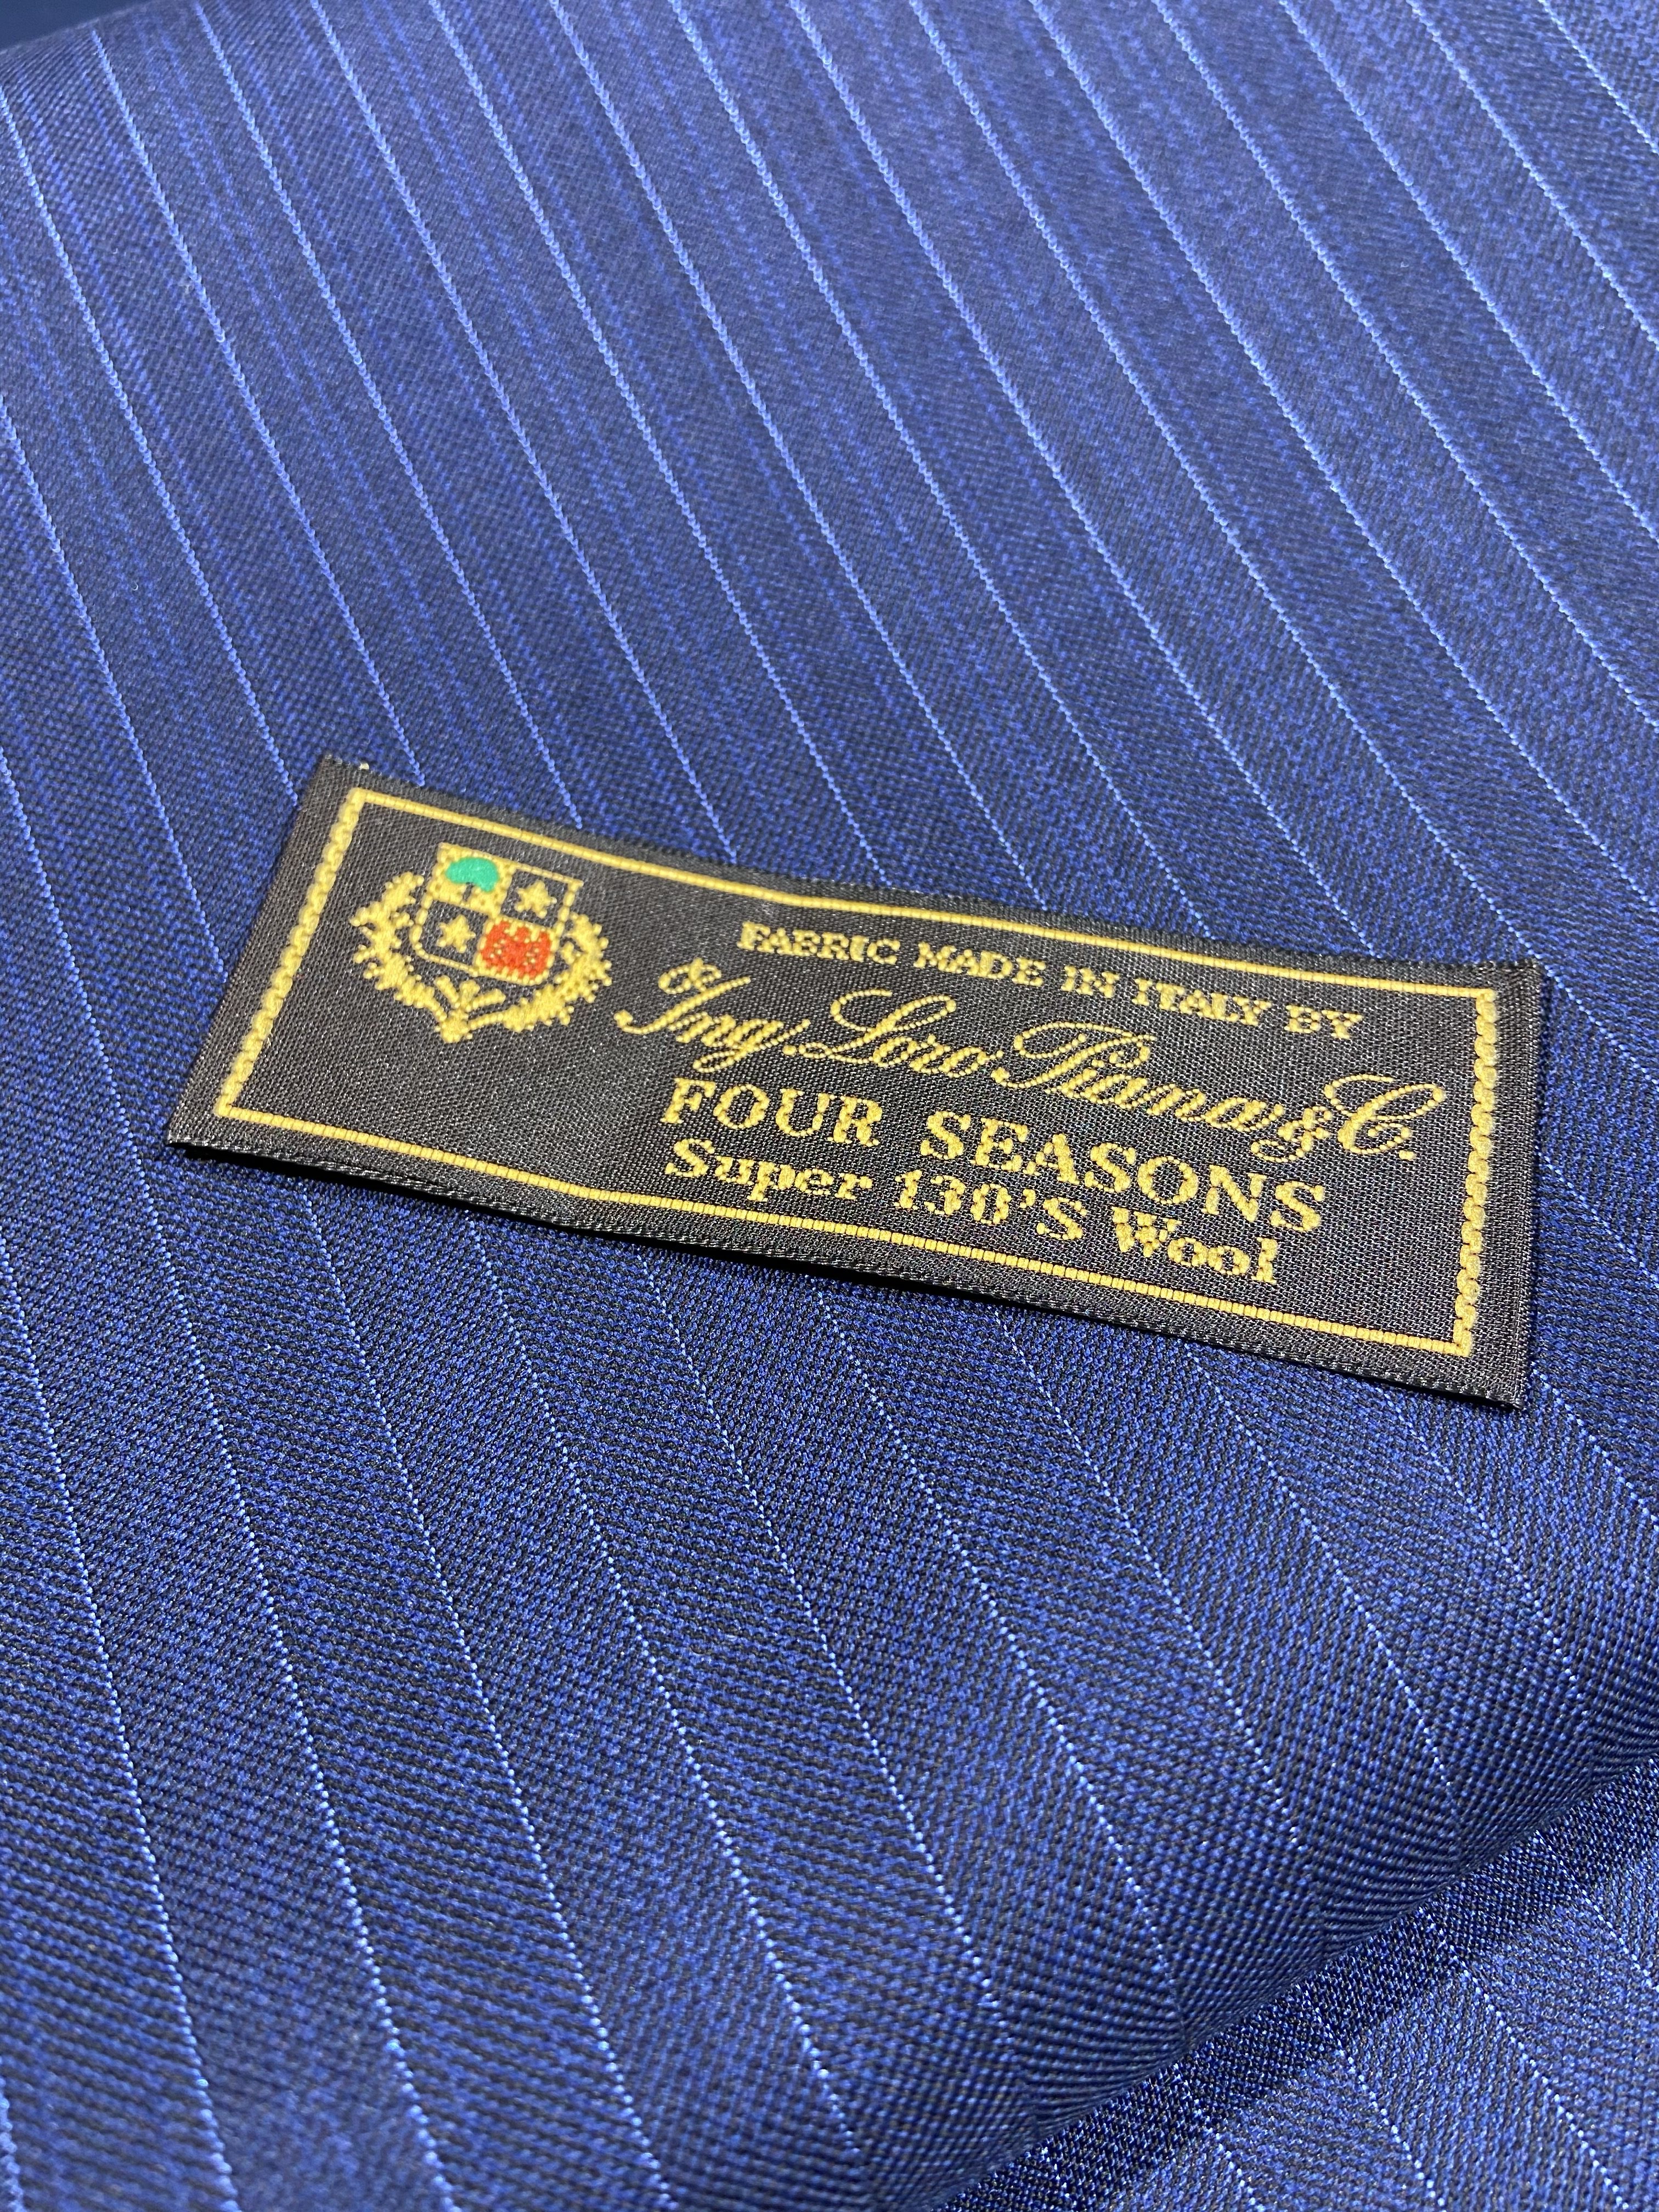 FABRIC MADE IN ITALY BY
Ing. Loro Piana & C.
FOUR SEASONS
Super 130'S Wool